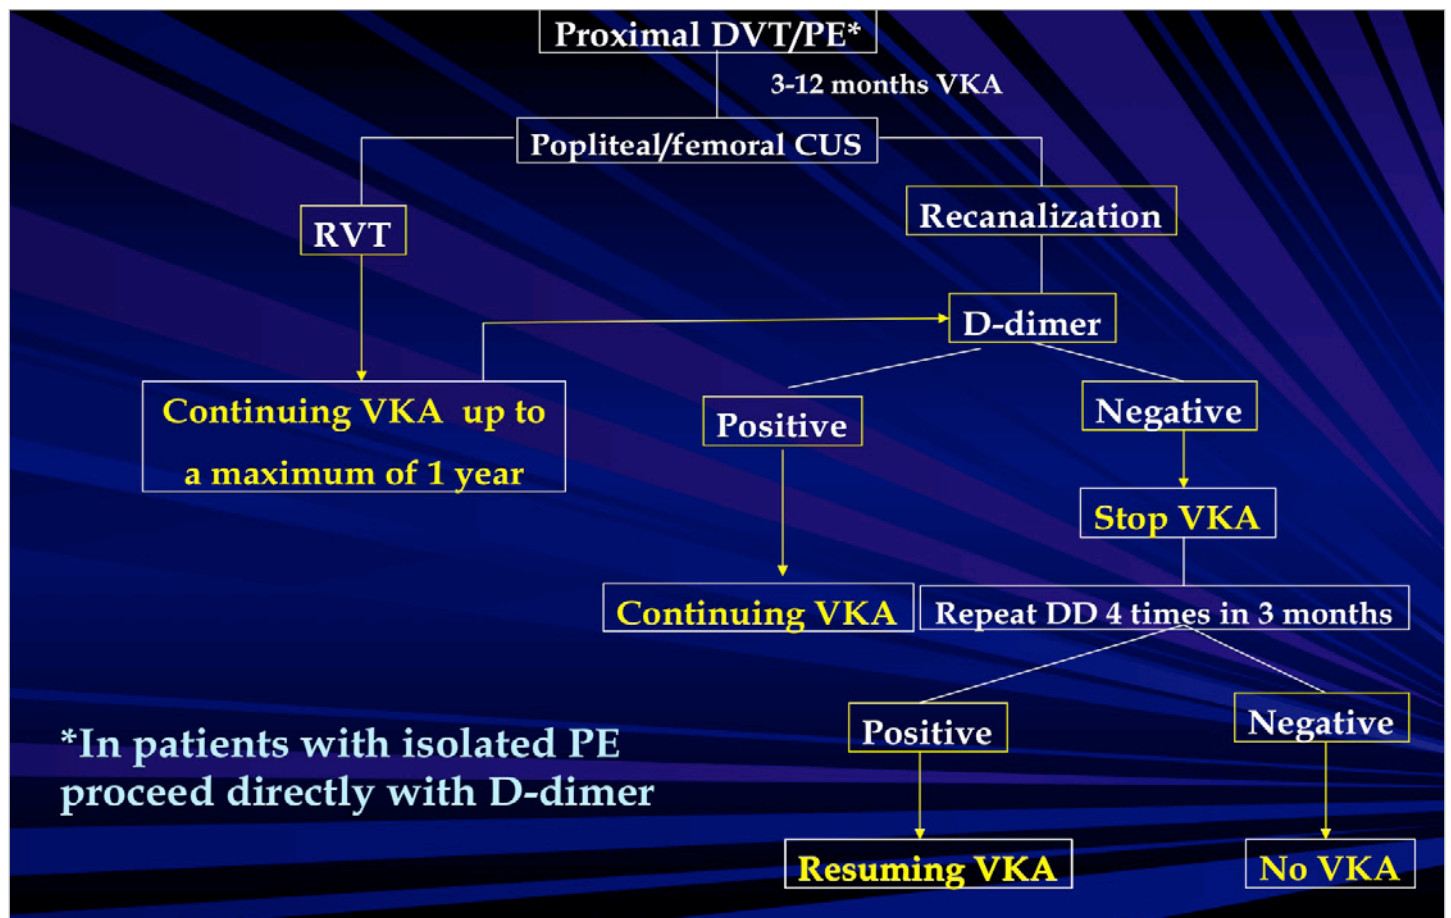 Proximal DVT/PE*
3-12 months VKA
Popliteal/femoral CUS
RVT
Recanalization
D-dimer
Continuing VKA up to
a maximum of 1 year
Positive
Negative
Stop VKA
Continuing VKA
Repeat DD 4 times in 3 months
Positive
Negative
*In patients with isolated PE
proceed directly with D-dimer
Resuming VKA
No VKA